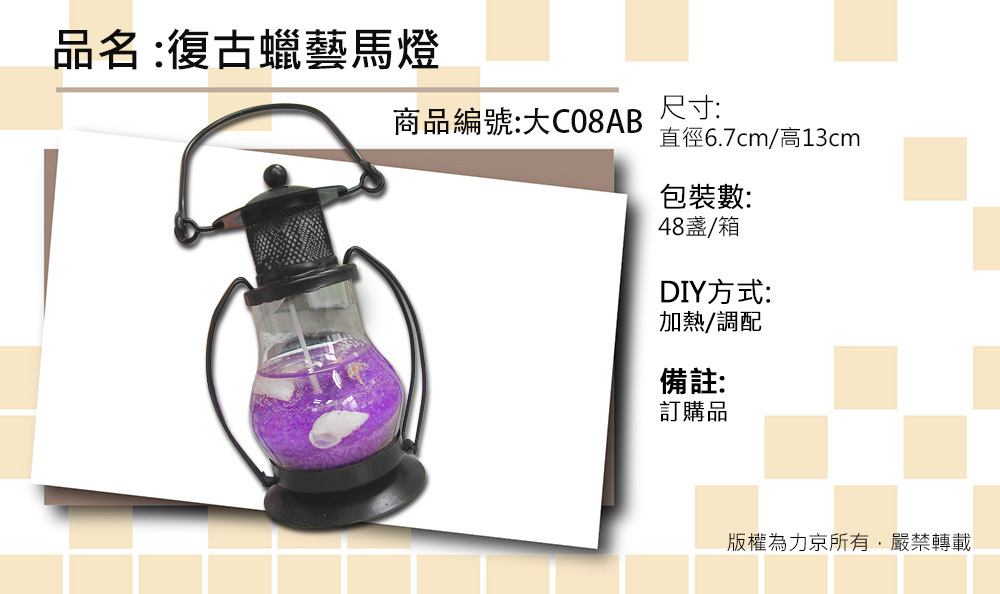 品名 :復古蠟藝馬燈
商品編號:大C08AB
尺寸:
直徑6.7cm/高13cm
包裝數:
48盞/箱
DIY方式:
加熱/調配
備註:
訂購品
版權為力京所有，嚴禁轉載